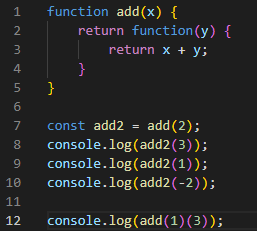 1 function add(x) {
2     return function(y) {
3         return x + y;
4     }
5 }
6
7 const add2 = add(2);
8 console.log(add2(3));
9 console.log(add2(1));
10 console.log(add2(-2));
11
12 console.log(add(1)(3));